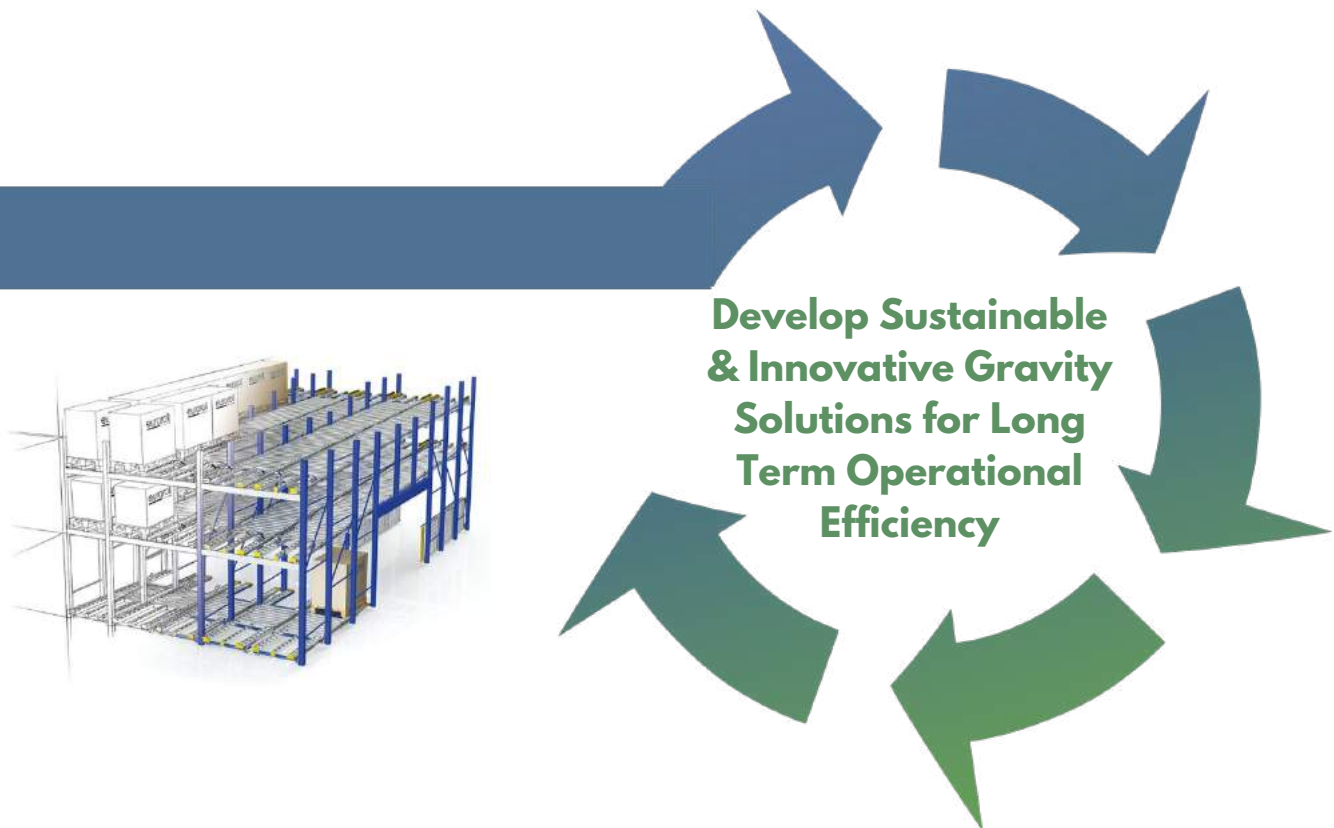 Develop Sustainable
& Innovative Gravity
Solutions for Long
Term Operational
Efficiency